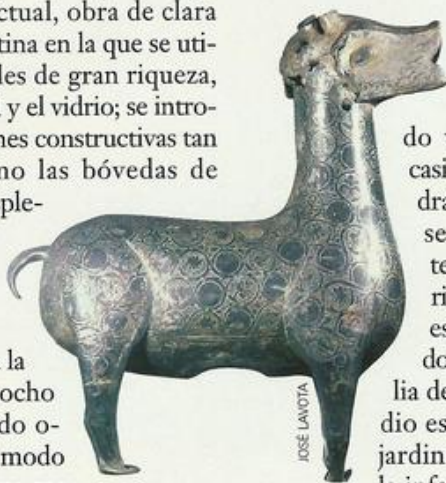 ctual, obra de clara
tina en la que se uti-
les de gran riqueza,
y el vidrio; se intro-
nes constructivas tan
no las bóvedas de
ple-
la
ocho
do o-
modo
JOSÉ LAVOTA
do
casi
dra
se
te
ri
es
do
lia de
dio es
jardin